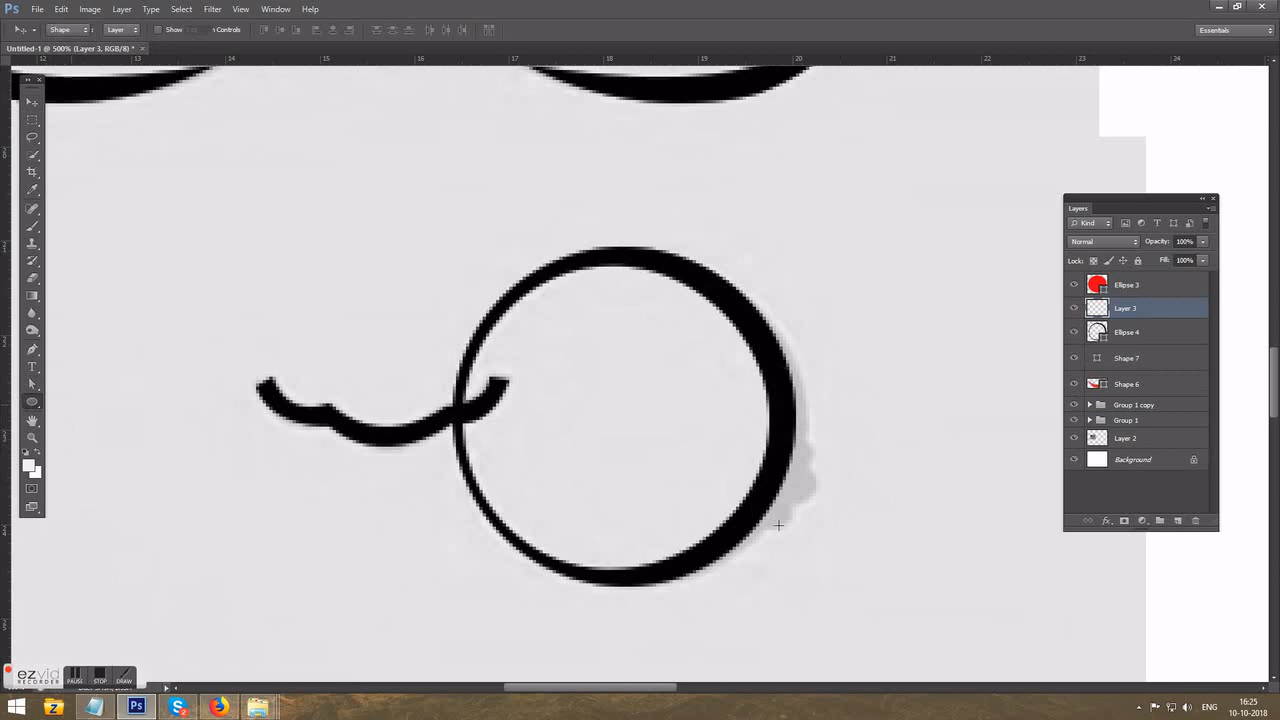 Ps File Edit Image Layer Type Select Filter View Window Help
Shape Layer Show Controls Essentials
Untitled-1 @ 500% (Layer 3, RGB/8) * ×
12 13 14 15 16 17 18 19 20 21 22 23 24
Layers
Kind
Normal Opacity: 100%
Lock: Fill: 100%
Ellipse 3
Layer 3
Ellipse 4
Shape 7
Shape 6
Group 1 copy
Group 1
Layer 2
Background
fx
ezvid
RECORDER
PAUSE STOP DRAW
ENG
16:25
10-10-2018